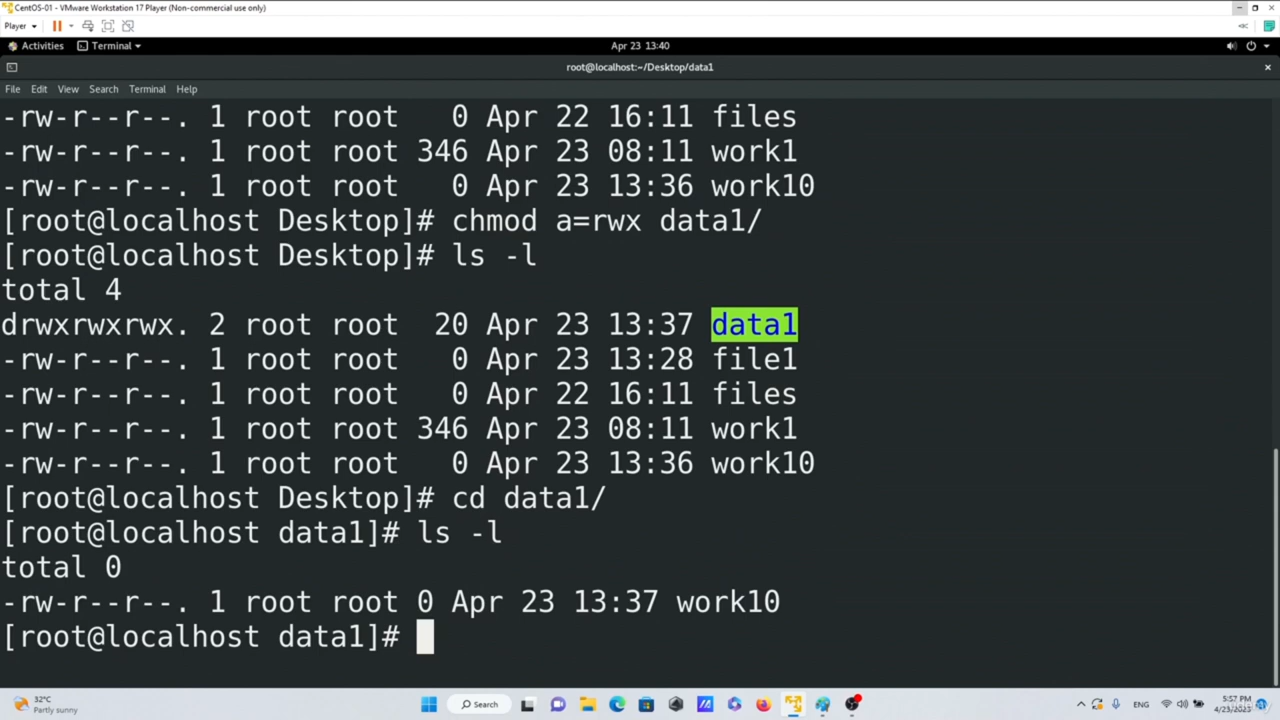 CentOS-01 - VMware Workstation 17 Player (Non-commercial use only)
Player
Activities Terminal Apr 23 13:40
root@localhost:~/Desktop/data1
File Edit View Search Terminal Help
-rw-r--r--. 1 root root   0 Apr 22 16:11 files
-rw-r--r--. 1 root root 346 Apr 23 08:11 work1
-rw-r--r--. 1 root root   0 Apr 23 13:36 work10
[root@localhost Desktop]# chmod a=rwx data1/
[root@localhost Desktop]# ls -l
total 4
drwxrwxrwx. 2 root root  20 Apr 23 13:37 data1
-rw-r--r--. 1 root root   0 Apr 23 13:28 file1
-rw-r--r--. 1 root root   0 Apr 22 16:11 files
-rw-r--r--. 1 root root 346 Apr 23 08:11 work1
-rw-r--r--. 1 root root   0 Apr 23 13:36 work10
[root@localhost Desktop]# cd data1/
[root@localhost data1]# ls -l
total 0
-rw-r--r--. 1 root root 0 Apr 23 13:37 work10
[root@localhost data1]#
32°C
Partly sunny
Search
ENG
5:57 PM